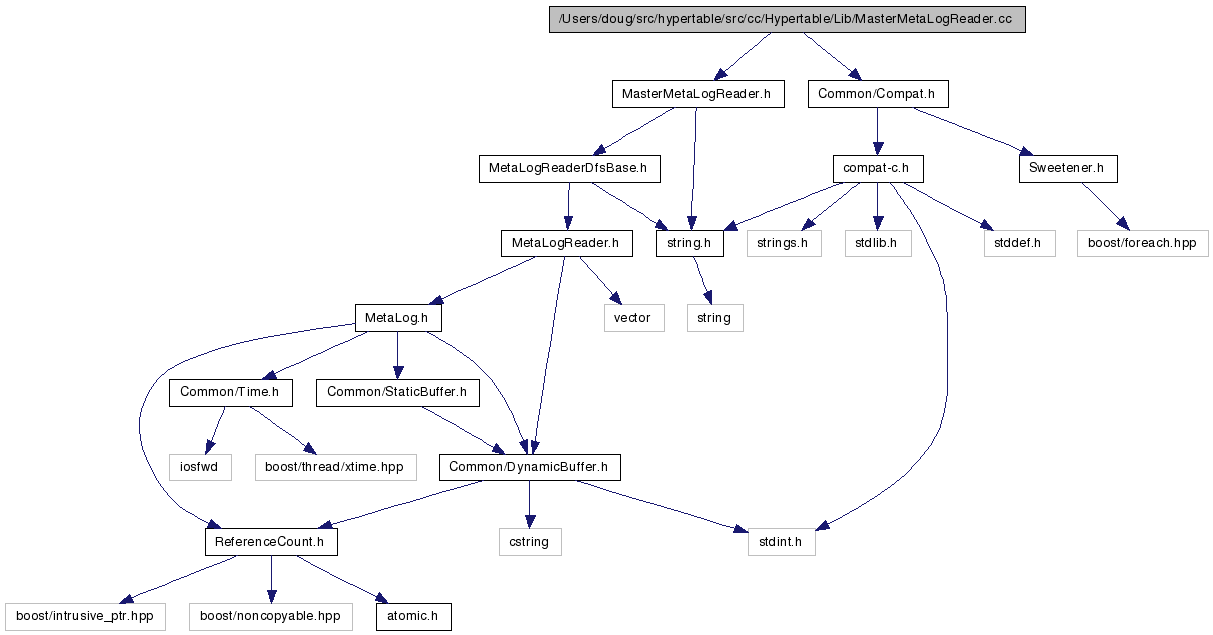 /Users/doug/src/hypertable/src/cc/Hypertable/Lib/MasterMetaLogReader.cc
MasterMetaLogReader.h
Common/Compat.h
MetaLogReaderDfsBase.h
compat-c.h
Sweetener.h
MetaLogReader.h
string.h
strings.h
stdlib.h
stddef.h
boost/foreach.hpp
MetaLog.h
vector
string
Common/Time.h
Common/StaticBuffer.h
iosfwd
boost/thread/xtime.hpp
Common/DynamicBuffer.h
ReferenceCount.h
cstring
stdint.h
boost/intrusive_ptr.hpp
boost/noncopyable.hpp
atomic.h